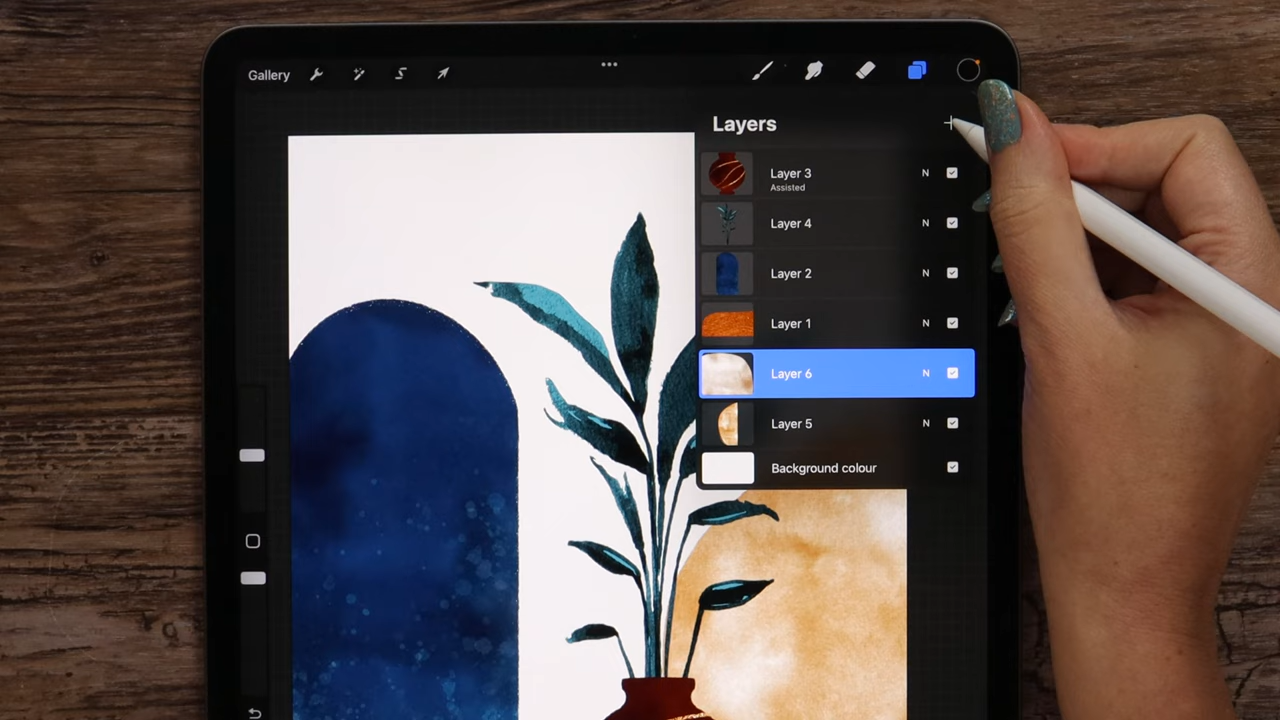 Gallery
Layers
Layer 3 N
Assisted
Layer 4 N
Layer 2 N
Layer 1 N
Layer 6 N
Layer 5 N
Background colour